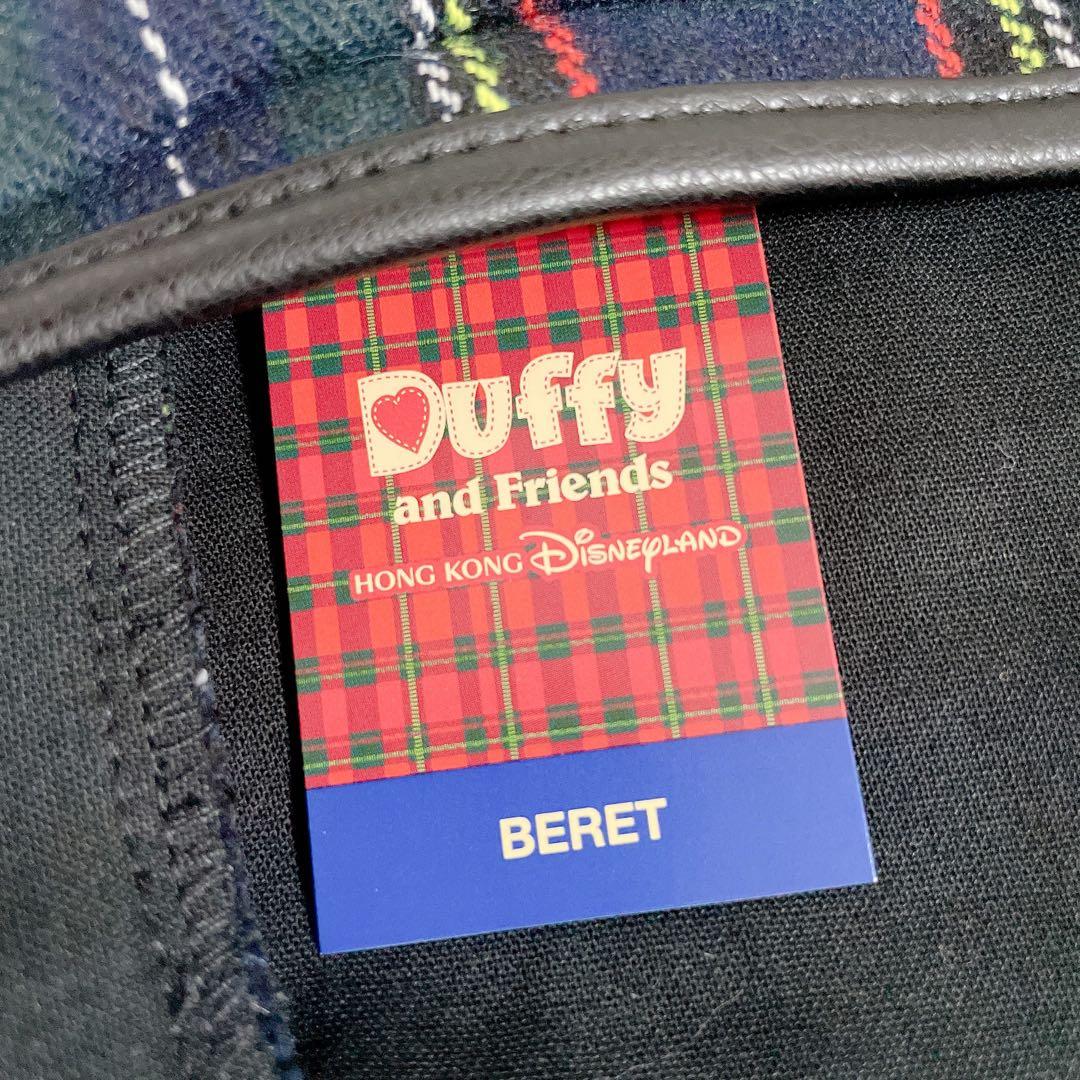 Duffy
and Friends
HONG KONG DISNEYLAND
BERET